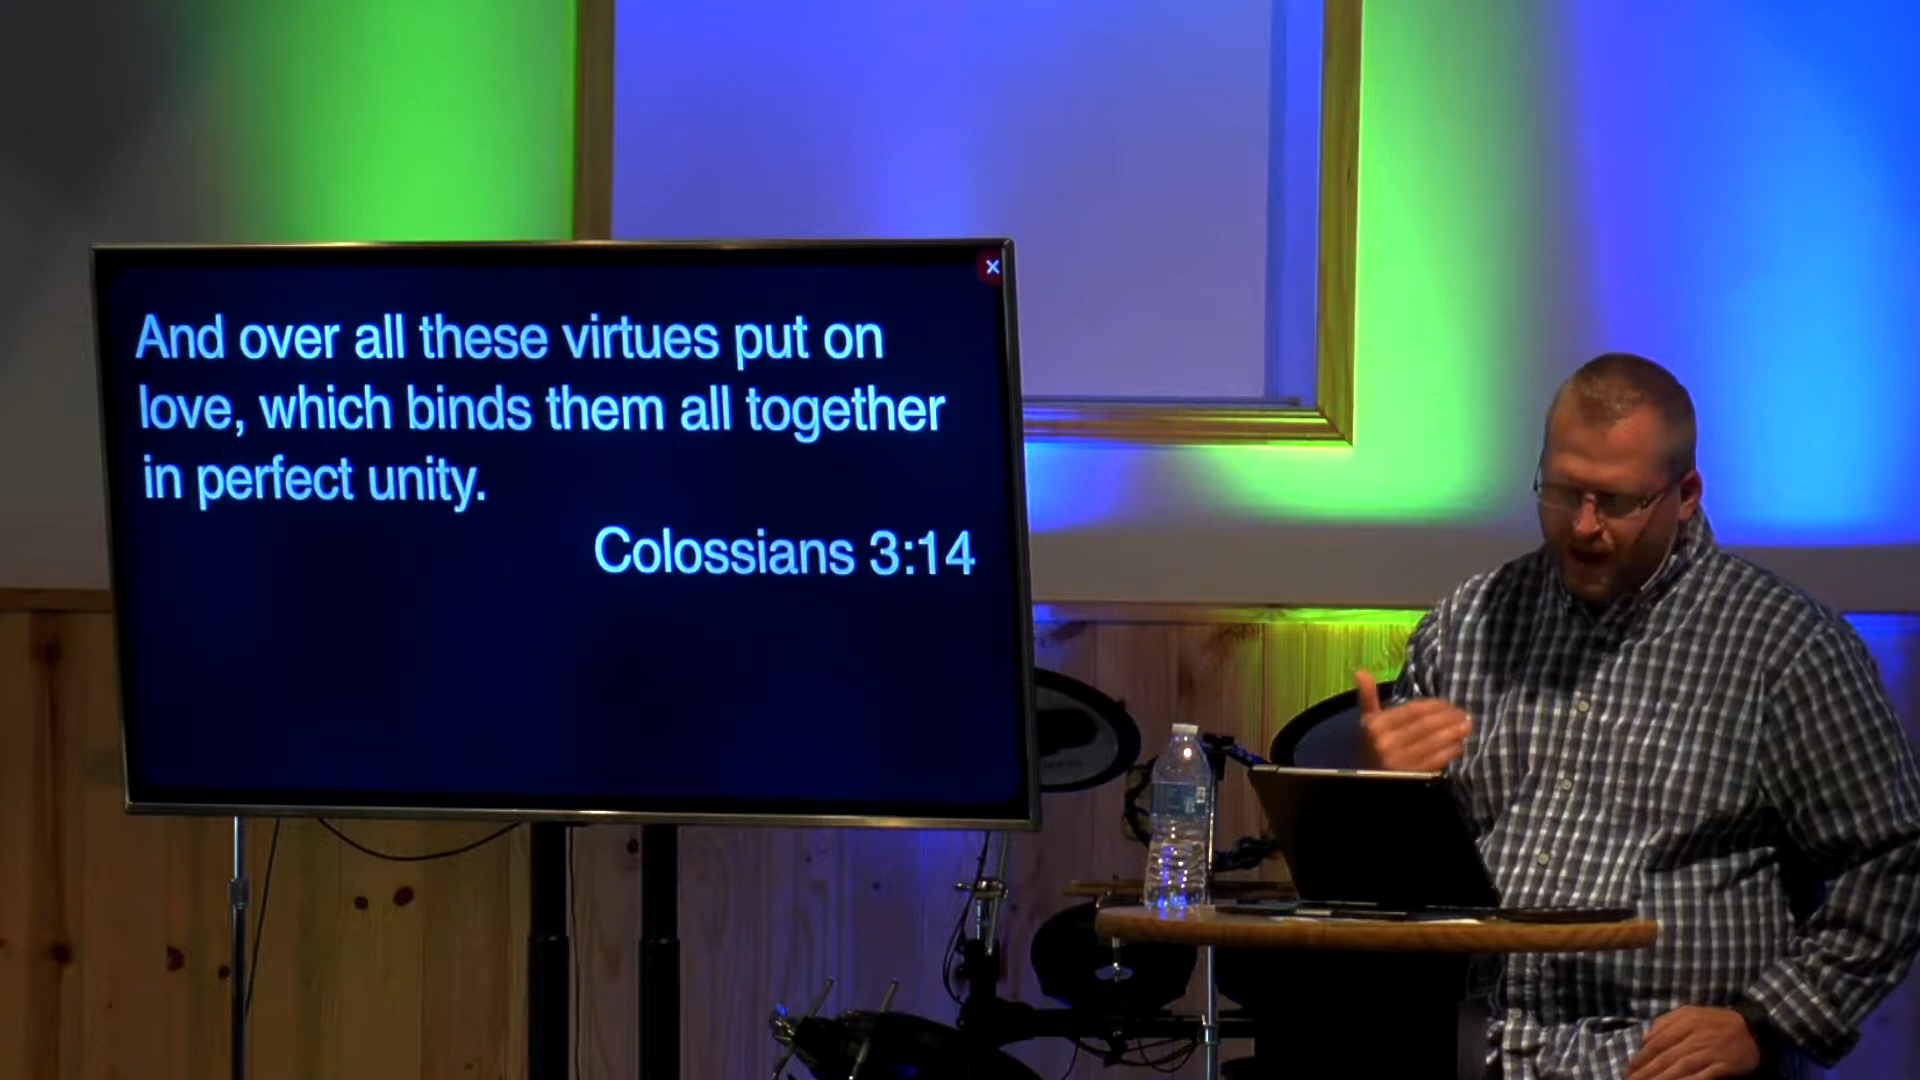 And over all these virtues put on
love, which binds them all together
in perfect unity.
Colossians 3:14